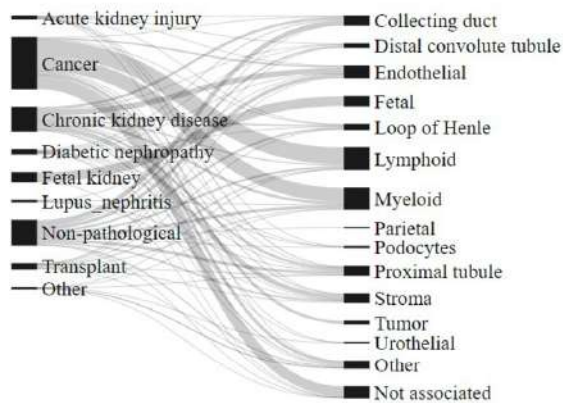 Acute kidney injury
Cancer
Chronic kidney disease
Diabetic nephropathy
Fetal kidney
Lupus_nephritis
Non-pathological
Transplant
Other
Collecting duct
Distal convolute tubule
Endothelial
Fetal
Loop of Henle
Lymphoid
Myeloid
Parietal
Podocytes
Proximal tubule
Stroma
Tumor
Urothelial
Other
Not associated